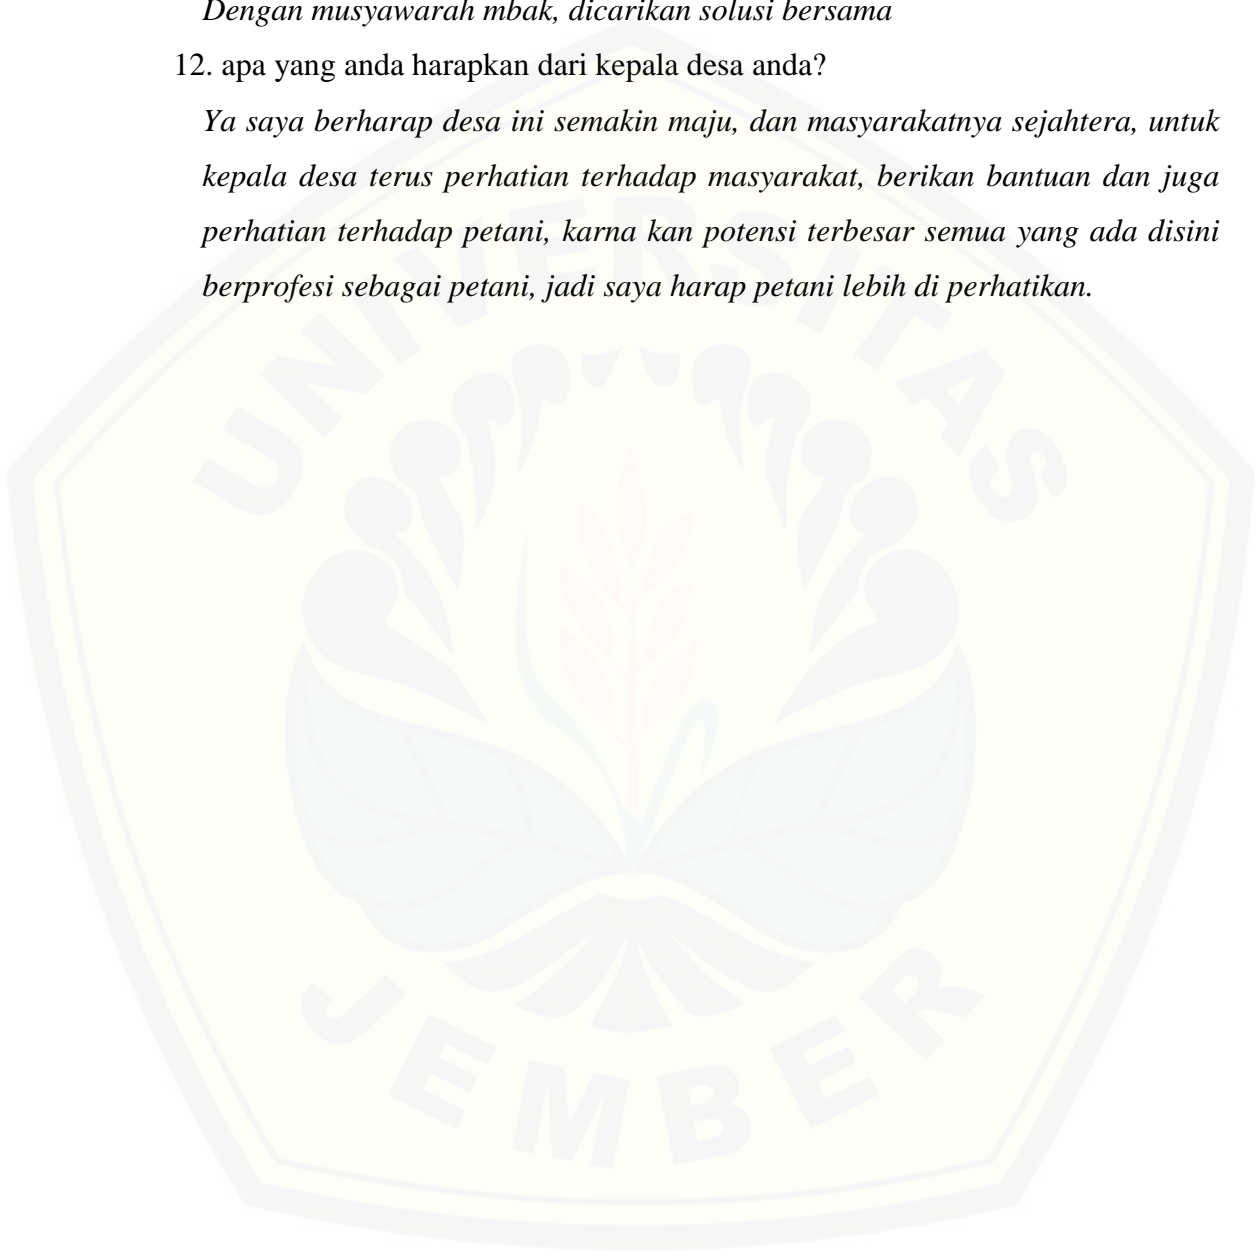 Dengan musyawarah mbak, dicarikan solusi bersama
12. apa yang anda harapkan dari kepala desa anda?
Ya saya berharap desa ini semakin maju, dan masyarakatnya sejahtera, untuk
kepala desa terus perhatian terhadap masyarakat, berikan bantuan dan juga
perhatian terhadap petani, karna kan potensi terbesar semua yang ada disini
berprofesi sebagai petani, jadi saya harap petani lebih di perhatikan.
UNIVERSITAS
JEMBER